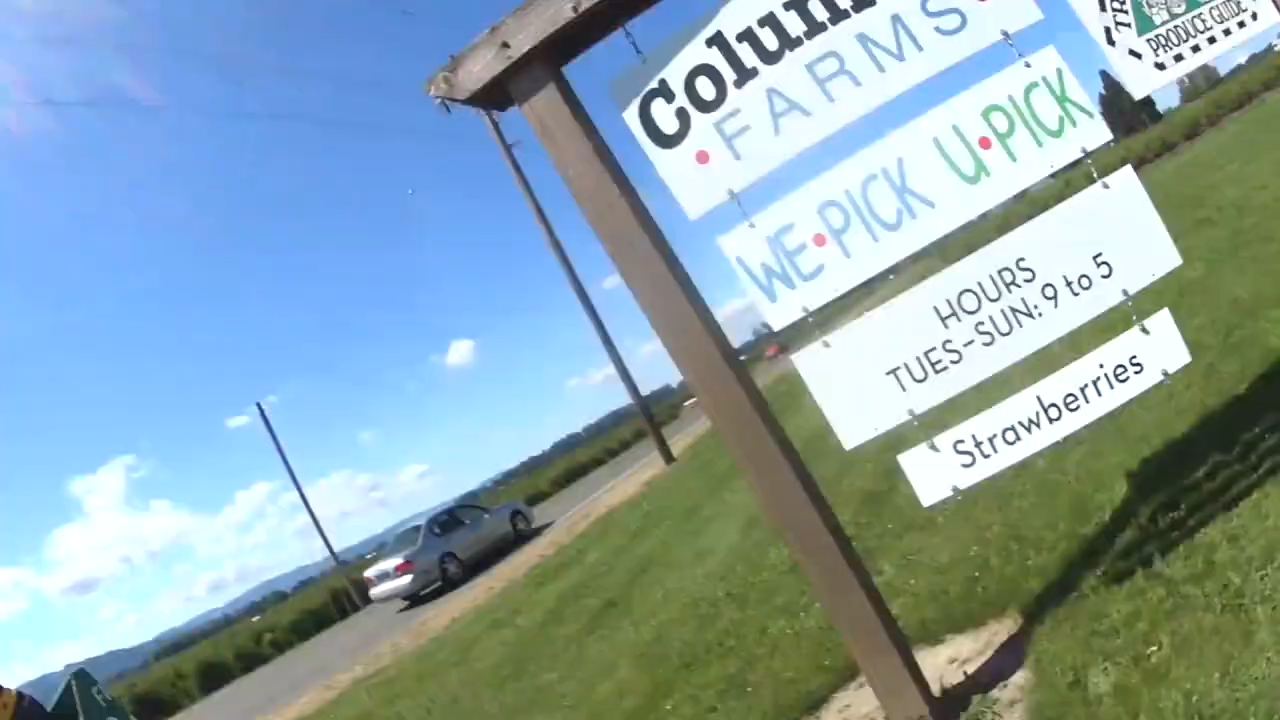 FARMS
WE•PICK U•PICK
HOURS
TUES-SUN: 9 to 5
Strawberries
PRODUCE GUIDE